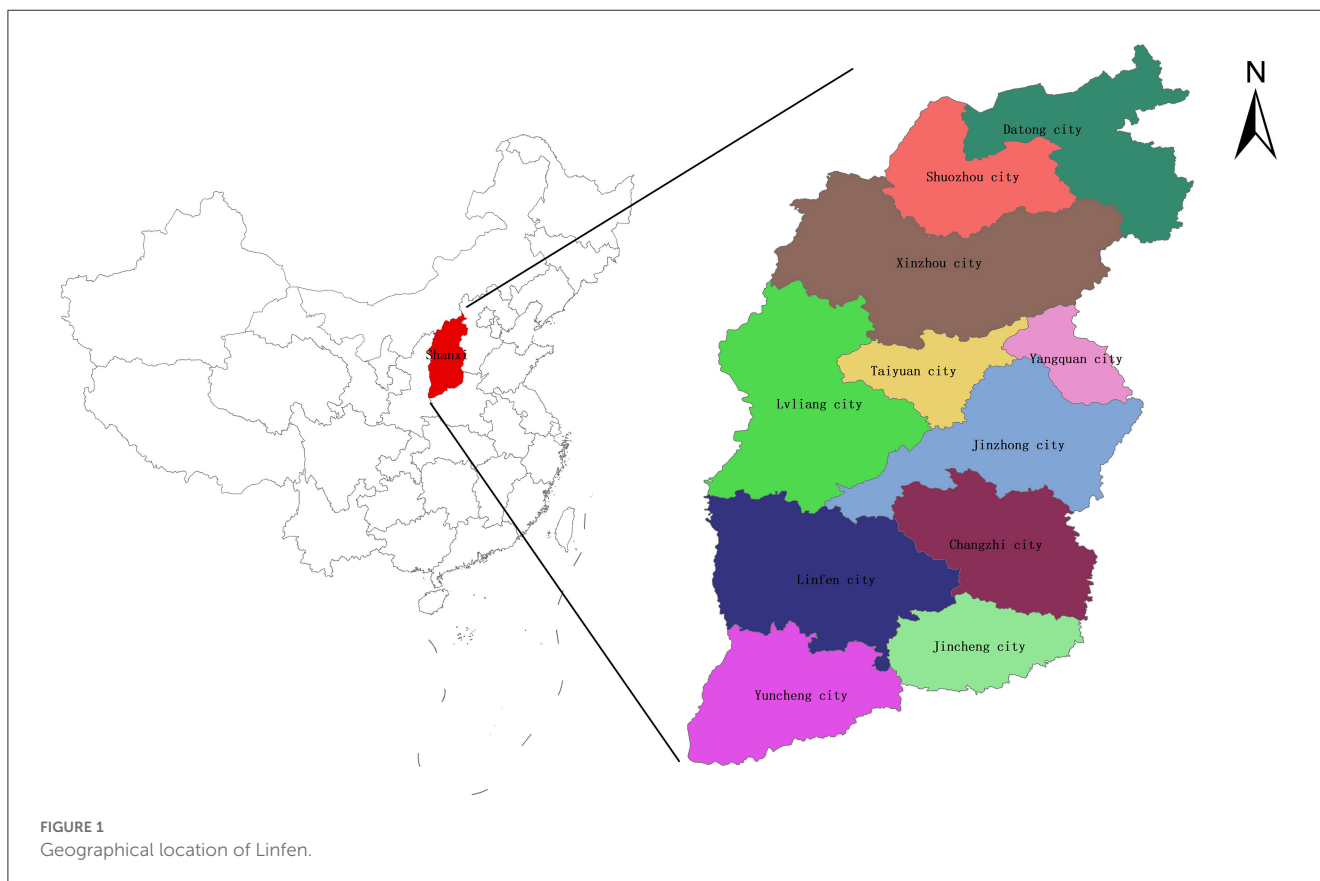 N
Datong city
Shuozhou city
Xinzhou city
Shanxi
Yangquan city
Taiyuan city
Lvliang city
Jinzhong city
Changzhi city
Linfen city
Jincheng city
Yuncheng city
FIGURE 1
Geographical location of Linfen.